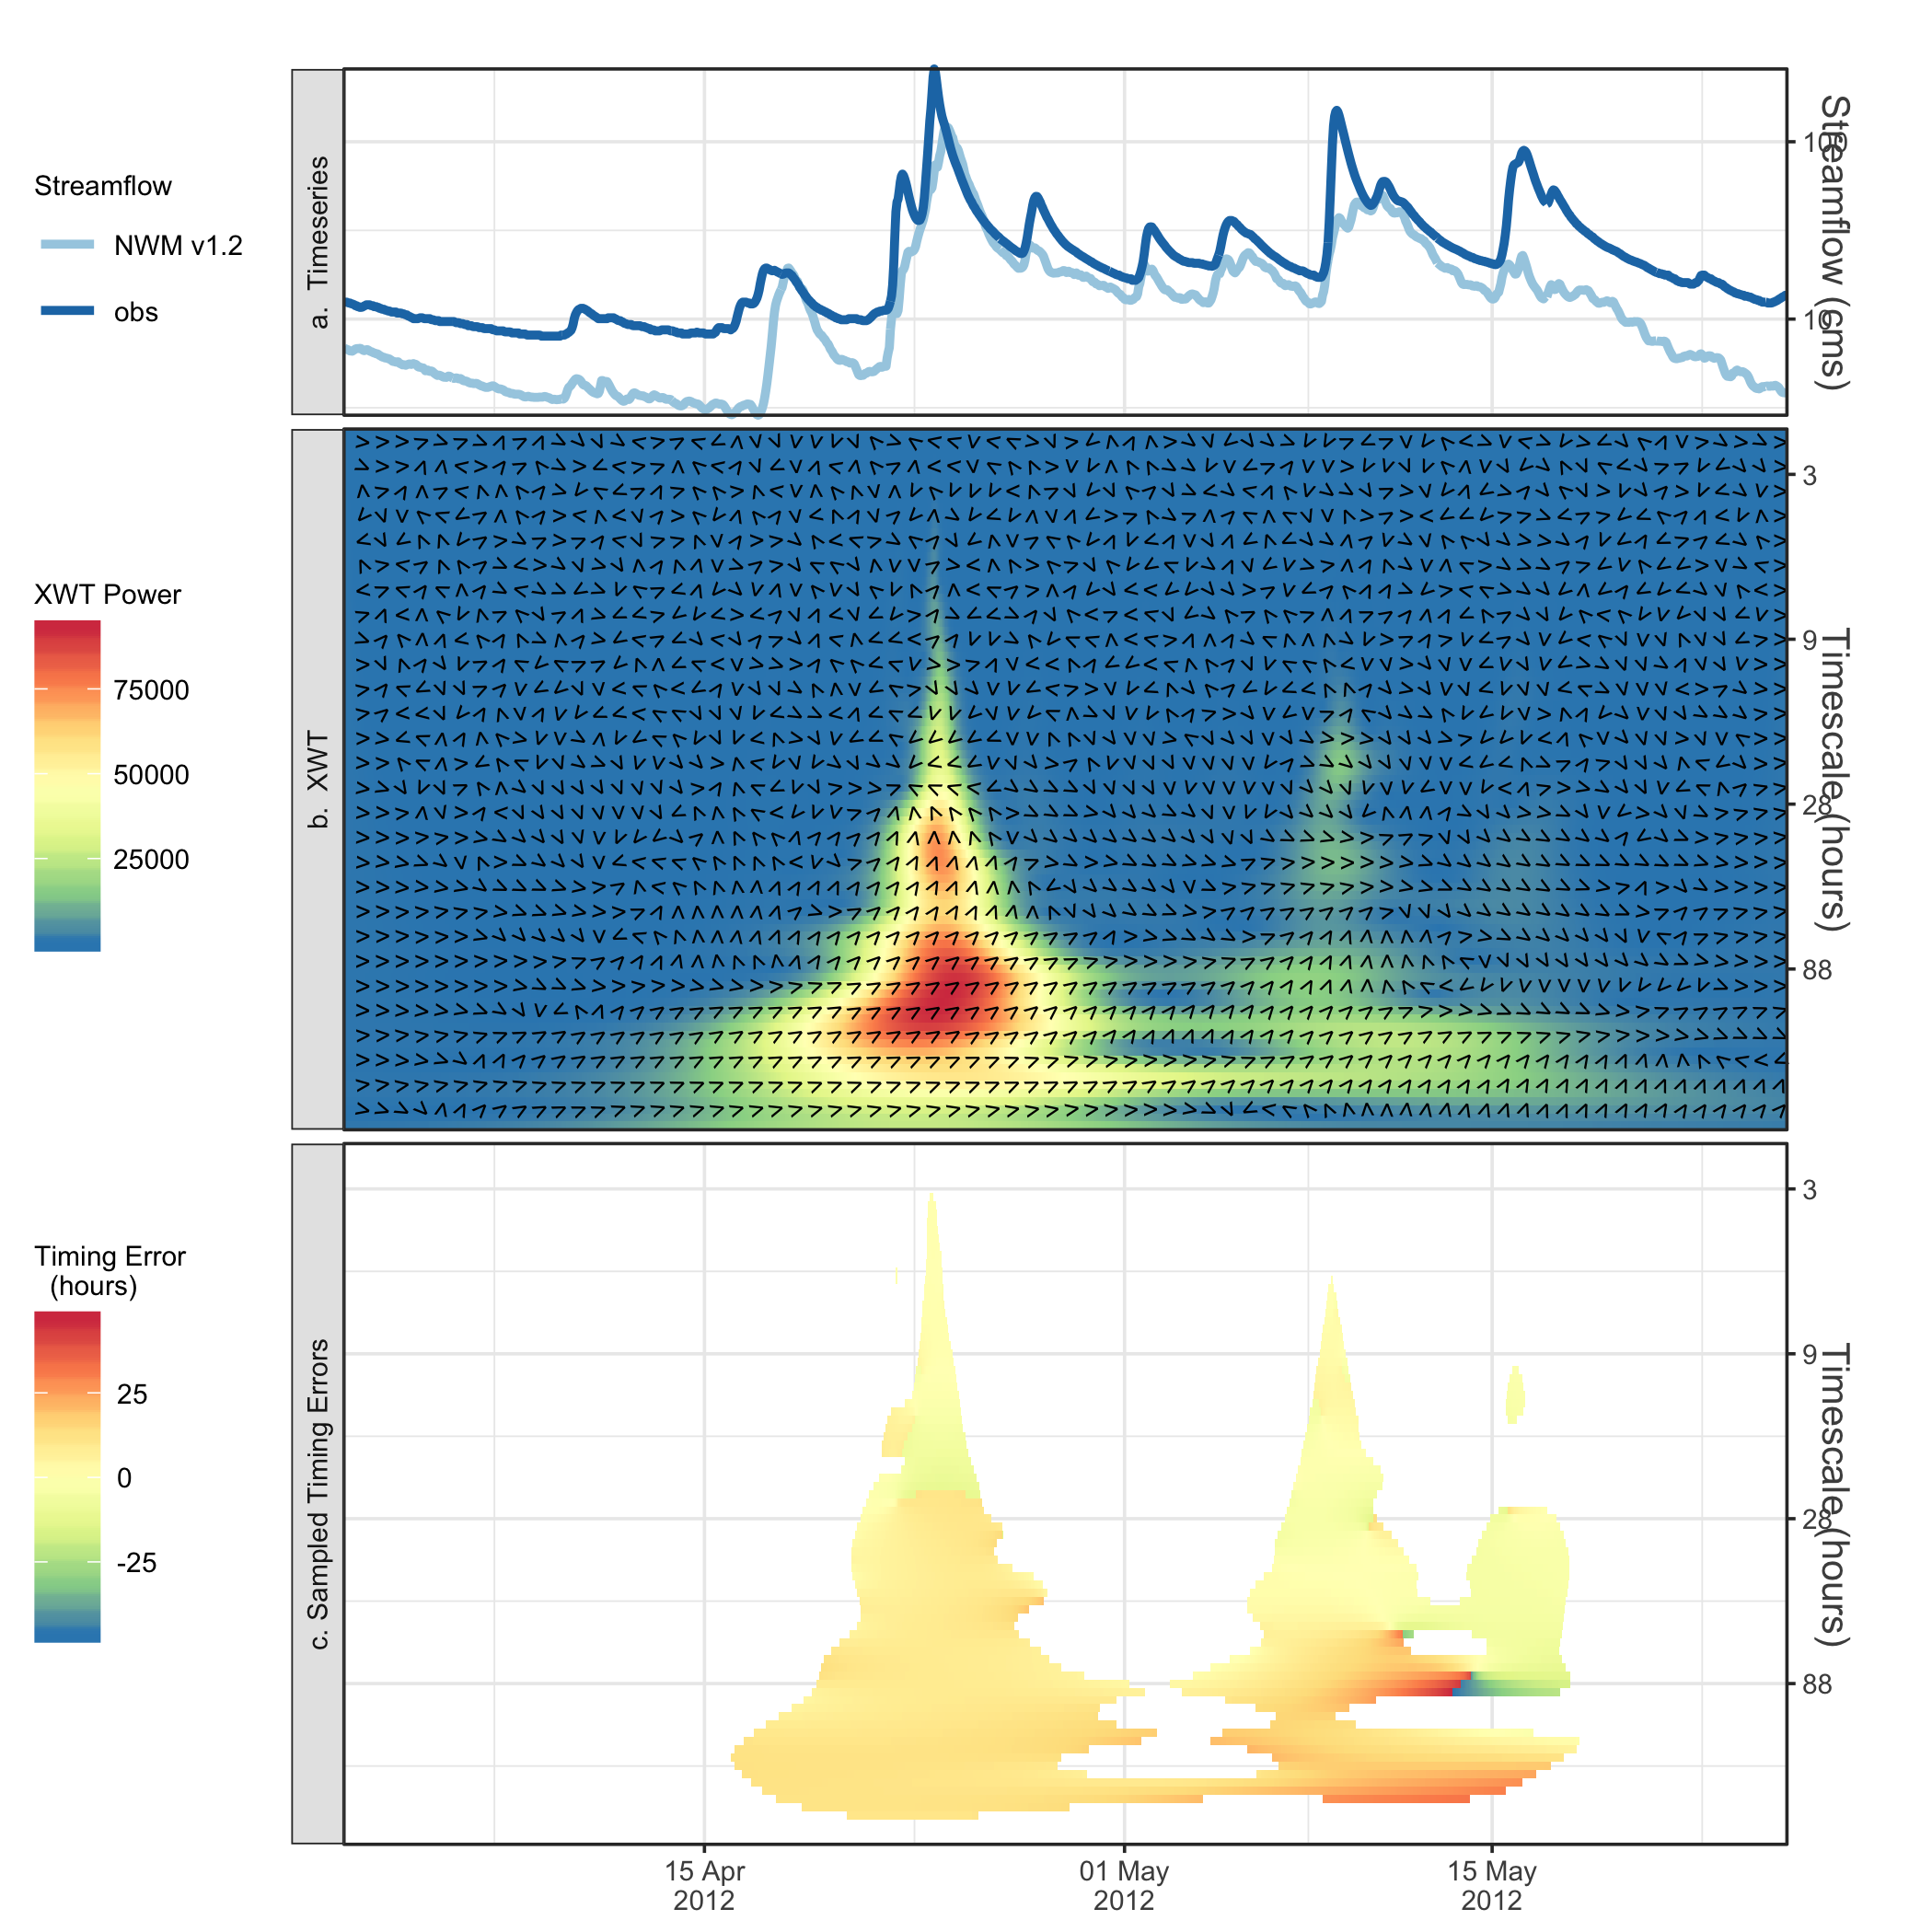 Streamflow
NWM v1.2
obs
a. Timeseries
Streamflow (cms)
10
XWT Power
75000
50000
25000
b. XWT
3
9
28
88
Timescale (hours)
Timing Error
(hours)
25
0
-25
c. Sampled Timing Errors
3
9
28
88
Timescale (hours)
15 Apr
2012
01 May
2012
15 May
2012